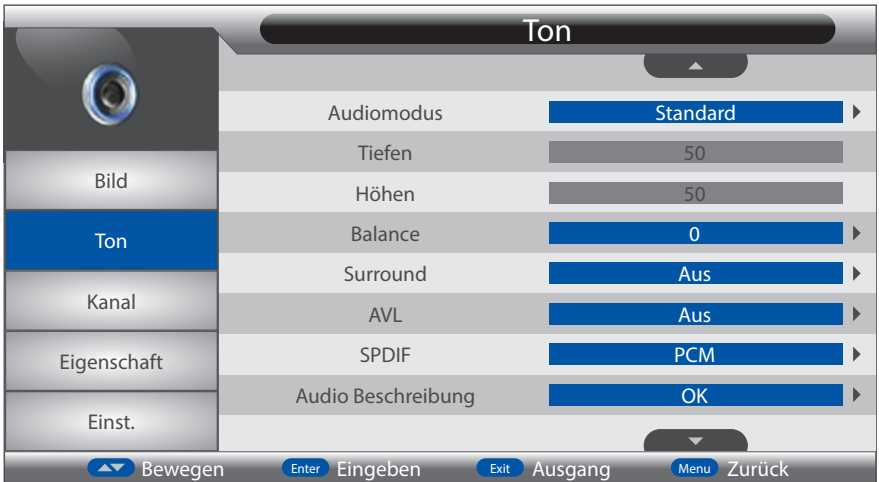 Ton
Bild
Ton
Kanal
Eigenschaft
Einst.
Audiomodus Standard
Tiefen 50
Höhen 50
Balance 0
Surround Aus
AVL Aus
SPDIF PCM
Audio Beschreibung OK
Bewegen Enter Eingeben Exit Ausgang Menu Zurück